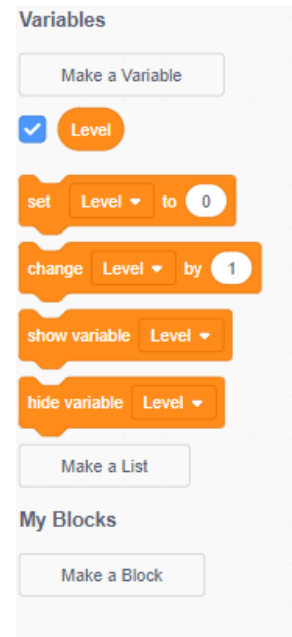 Variables
Make a Variable
Level
set Level to 0
change Level by 1
show variable Level
hide variable Level
Make a List
My Blocks
Make a Block